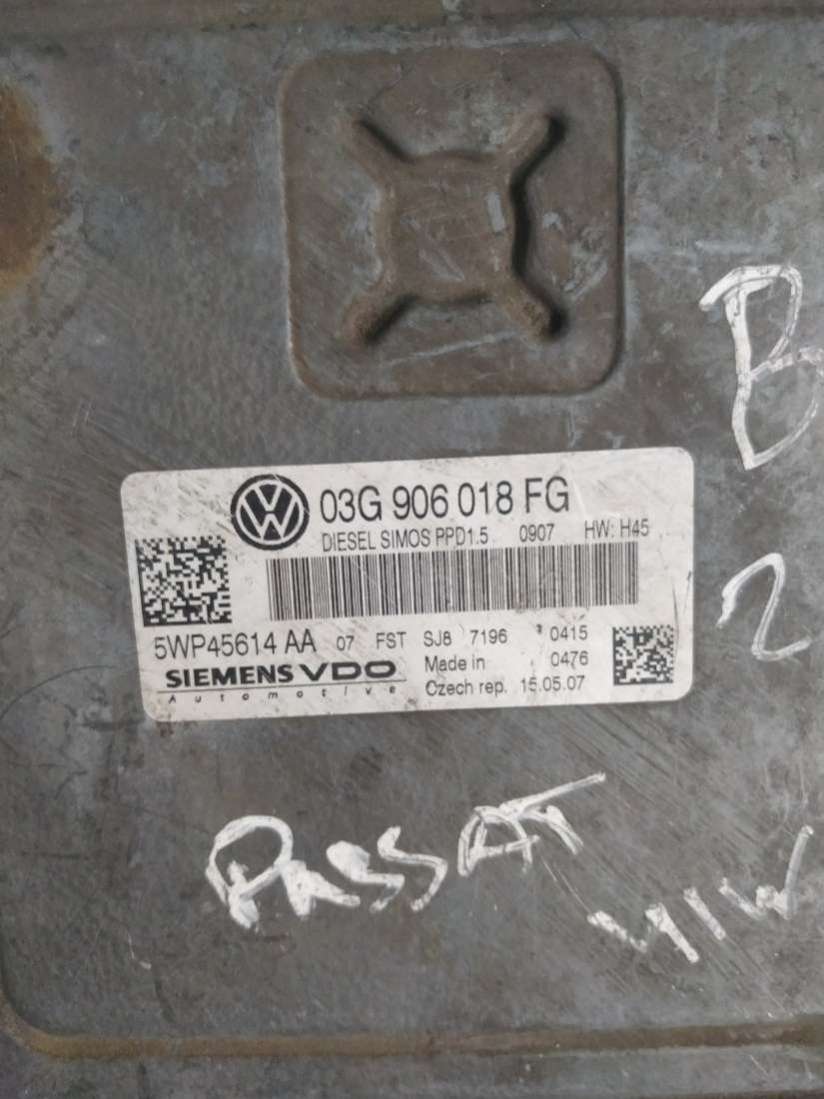 B
03G 906 018 FG
DIESEL SIMOS PPD1.5 0907 HW: H45
5WP45614 AA 07 FST SJ8 7196 0415
SIEMENS VDO Made in 0476
Automotive Czech rep. 15.05.07
2
PASSAT